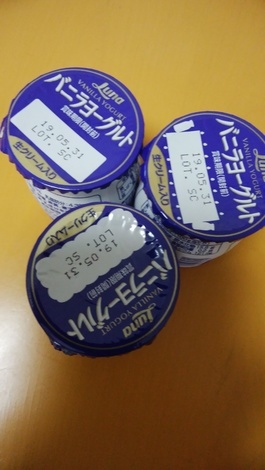 Luna
VANILLA YOGURT
バニラヨーグルト
賞味期限(開封前)
19.05.31
LOT. SC
生クリーム入り
Luna
VANILLA YOGURT
バニラヨーグルト
賞味期限(開封前)
19.05.31
LOT. SC
生クリーム入り
Luna
VANILLA YOGURT
バニラヨーグルト
賞味期限(開封前)
19.05.31
LOT. SC
生クリーム入り